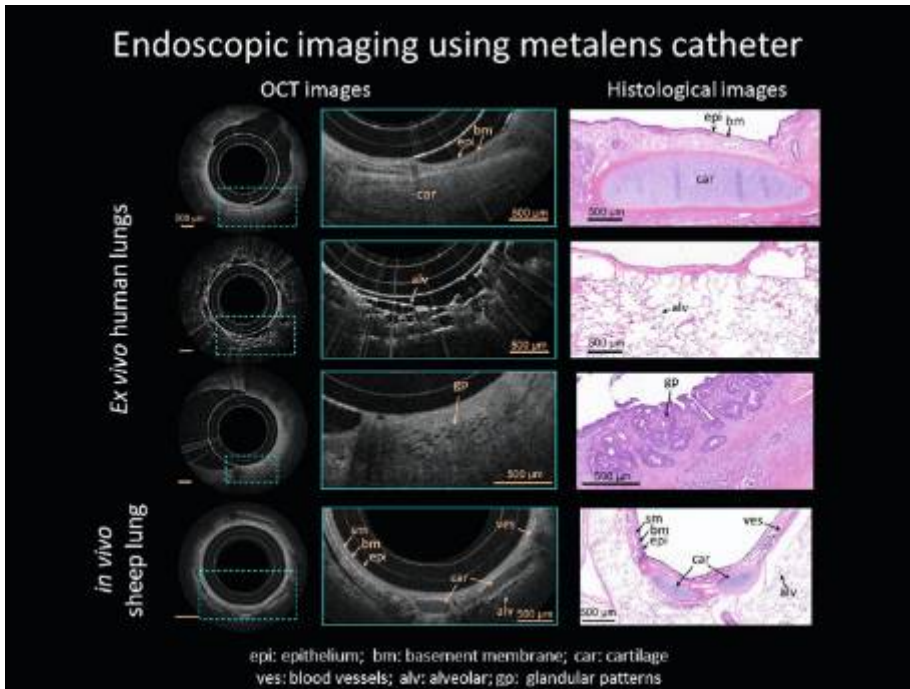 Endoscopic imaging using metalens catheter
OCT images
Histological images
Ex vivo human lungs
epi
bm
car
500 µm
epi
bm
car
500 µm
alv
500 µm
alv
500 µm
gp
500 µm
gp
500 µm
in vivo
sheep lung
sm
bm
epi
ves
car
alv
500 µm
sm
bm
epi
ves
car
alv
500 µm
epi: epithelium; bm: basement membrane; car: cartilage
ves: blood vessels; alv: alveolar; gp: glandular patterns